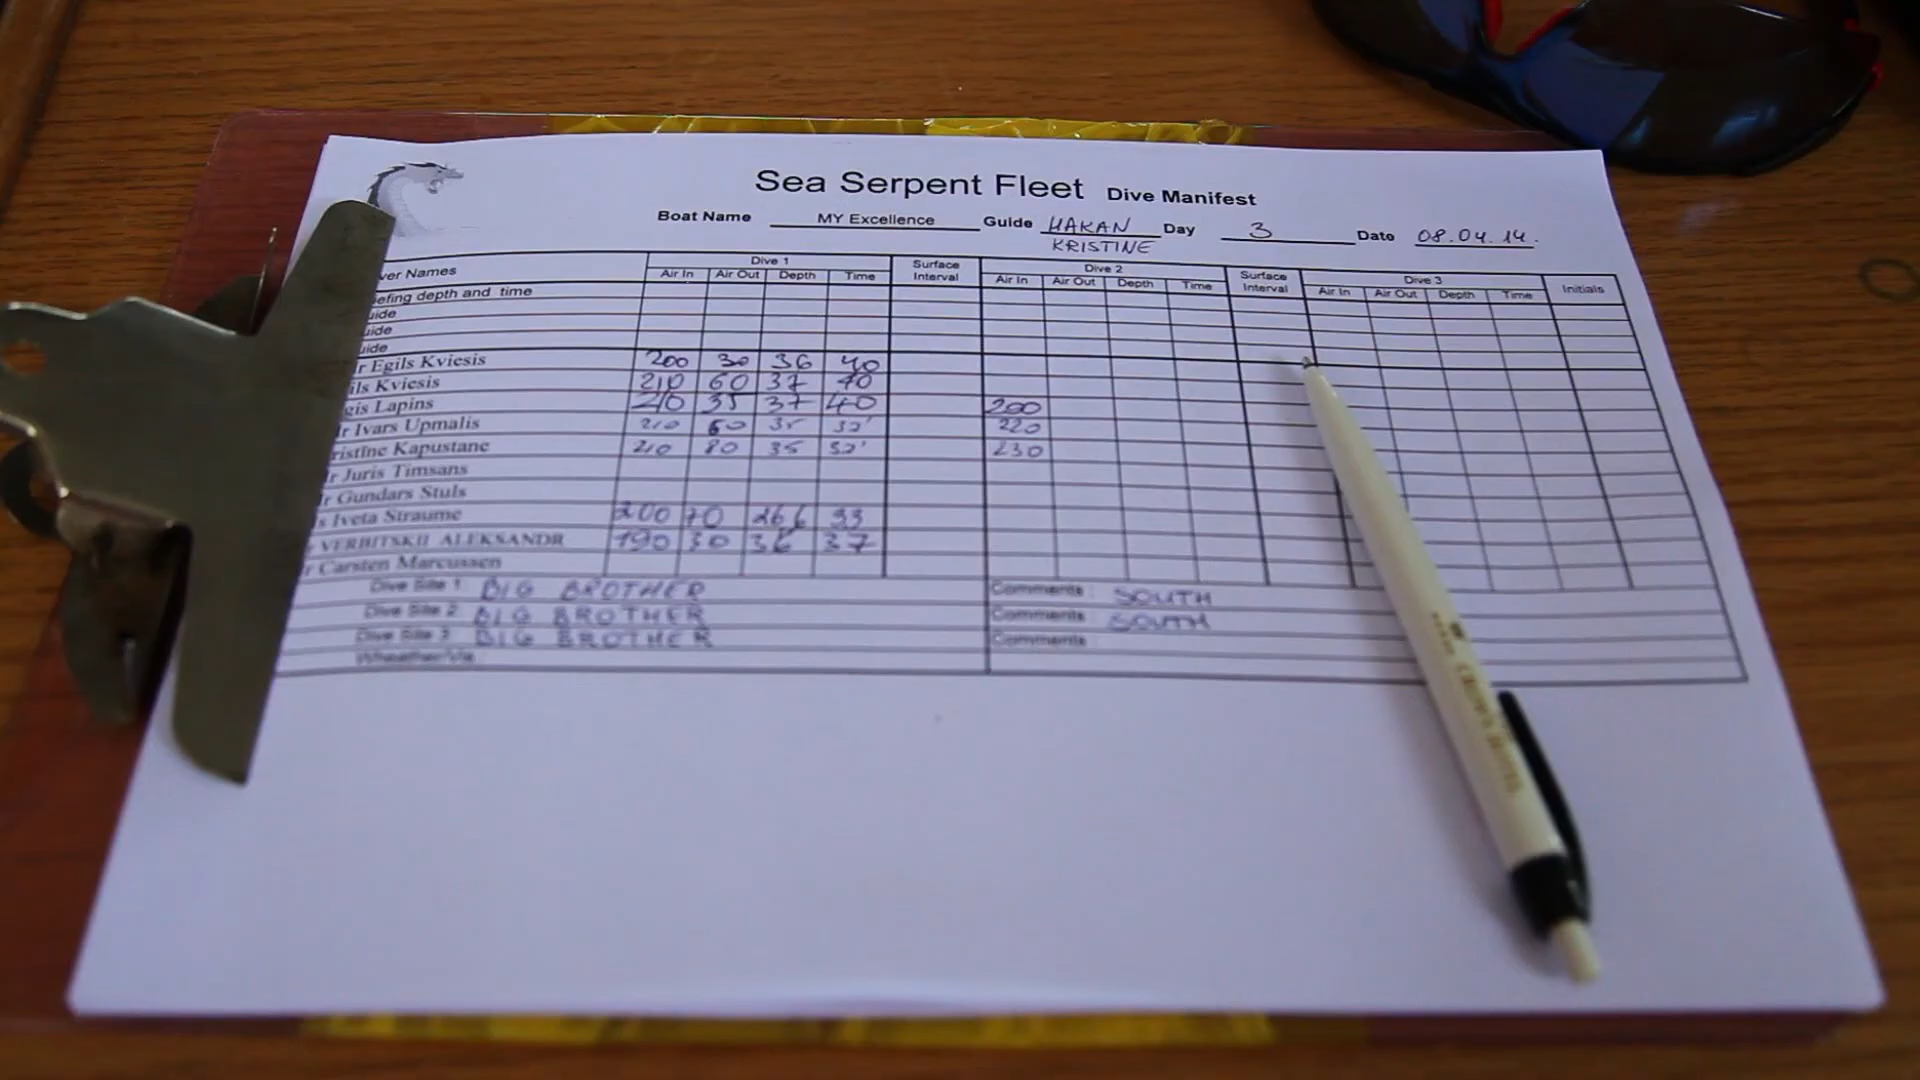 Sea Serpent Fleet Dive Manifest
Boat Name MY Excellence Guide HAKAN Day 3 Date 08.04.14.
KRISTINE
ver Names Dive 1 Surface Interval Dive 2 Surface Interval Dive 3 Initials
Air In Air Out Depth Time Air In Air Out Depth Time Air In Air Out Depth Time
efing depth and time
uide
uide
uide
r Egils Kviesis 200 30 36 40
ils Kviesis 210 60 37 40
gis Lapins 210 35 37 40 200
r Ivars Upmalis 210 60 35 220
ristine Kapustane 210 80 35 230
r Juris Timsans
r Gundars Stuls
s Iveta Straume 200 70 26,6 33
VERBITSKII ALEKSANDR 190 30 36 37
r Carsten Marcussen
Dive Site 1 BIG BROTHER Comments : SOUTH
Dive Site 2 BIG BROTHER Comments SOUTH
Dive Site 3 BIG BROTHER Comments